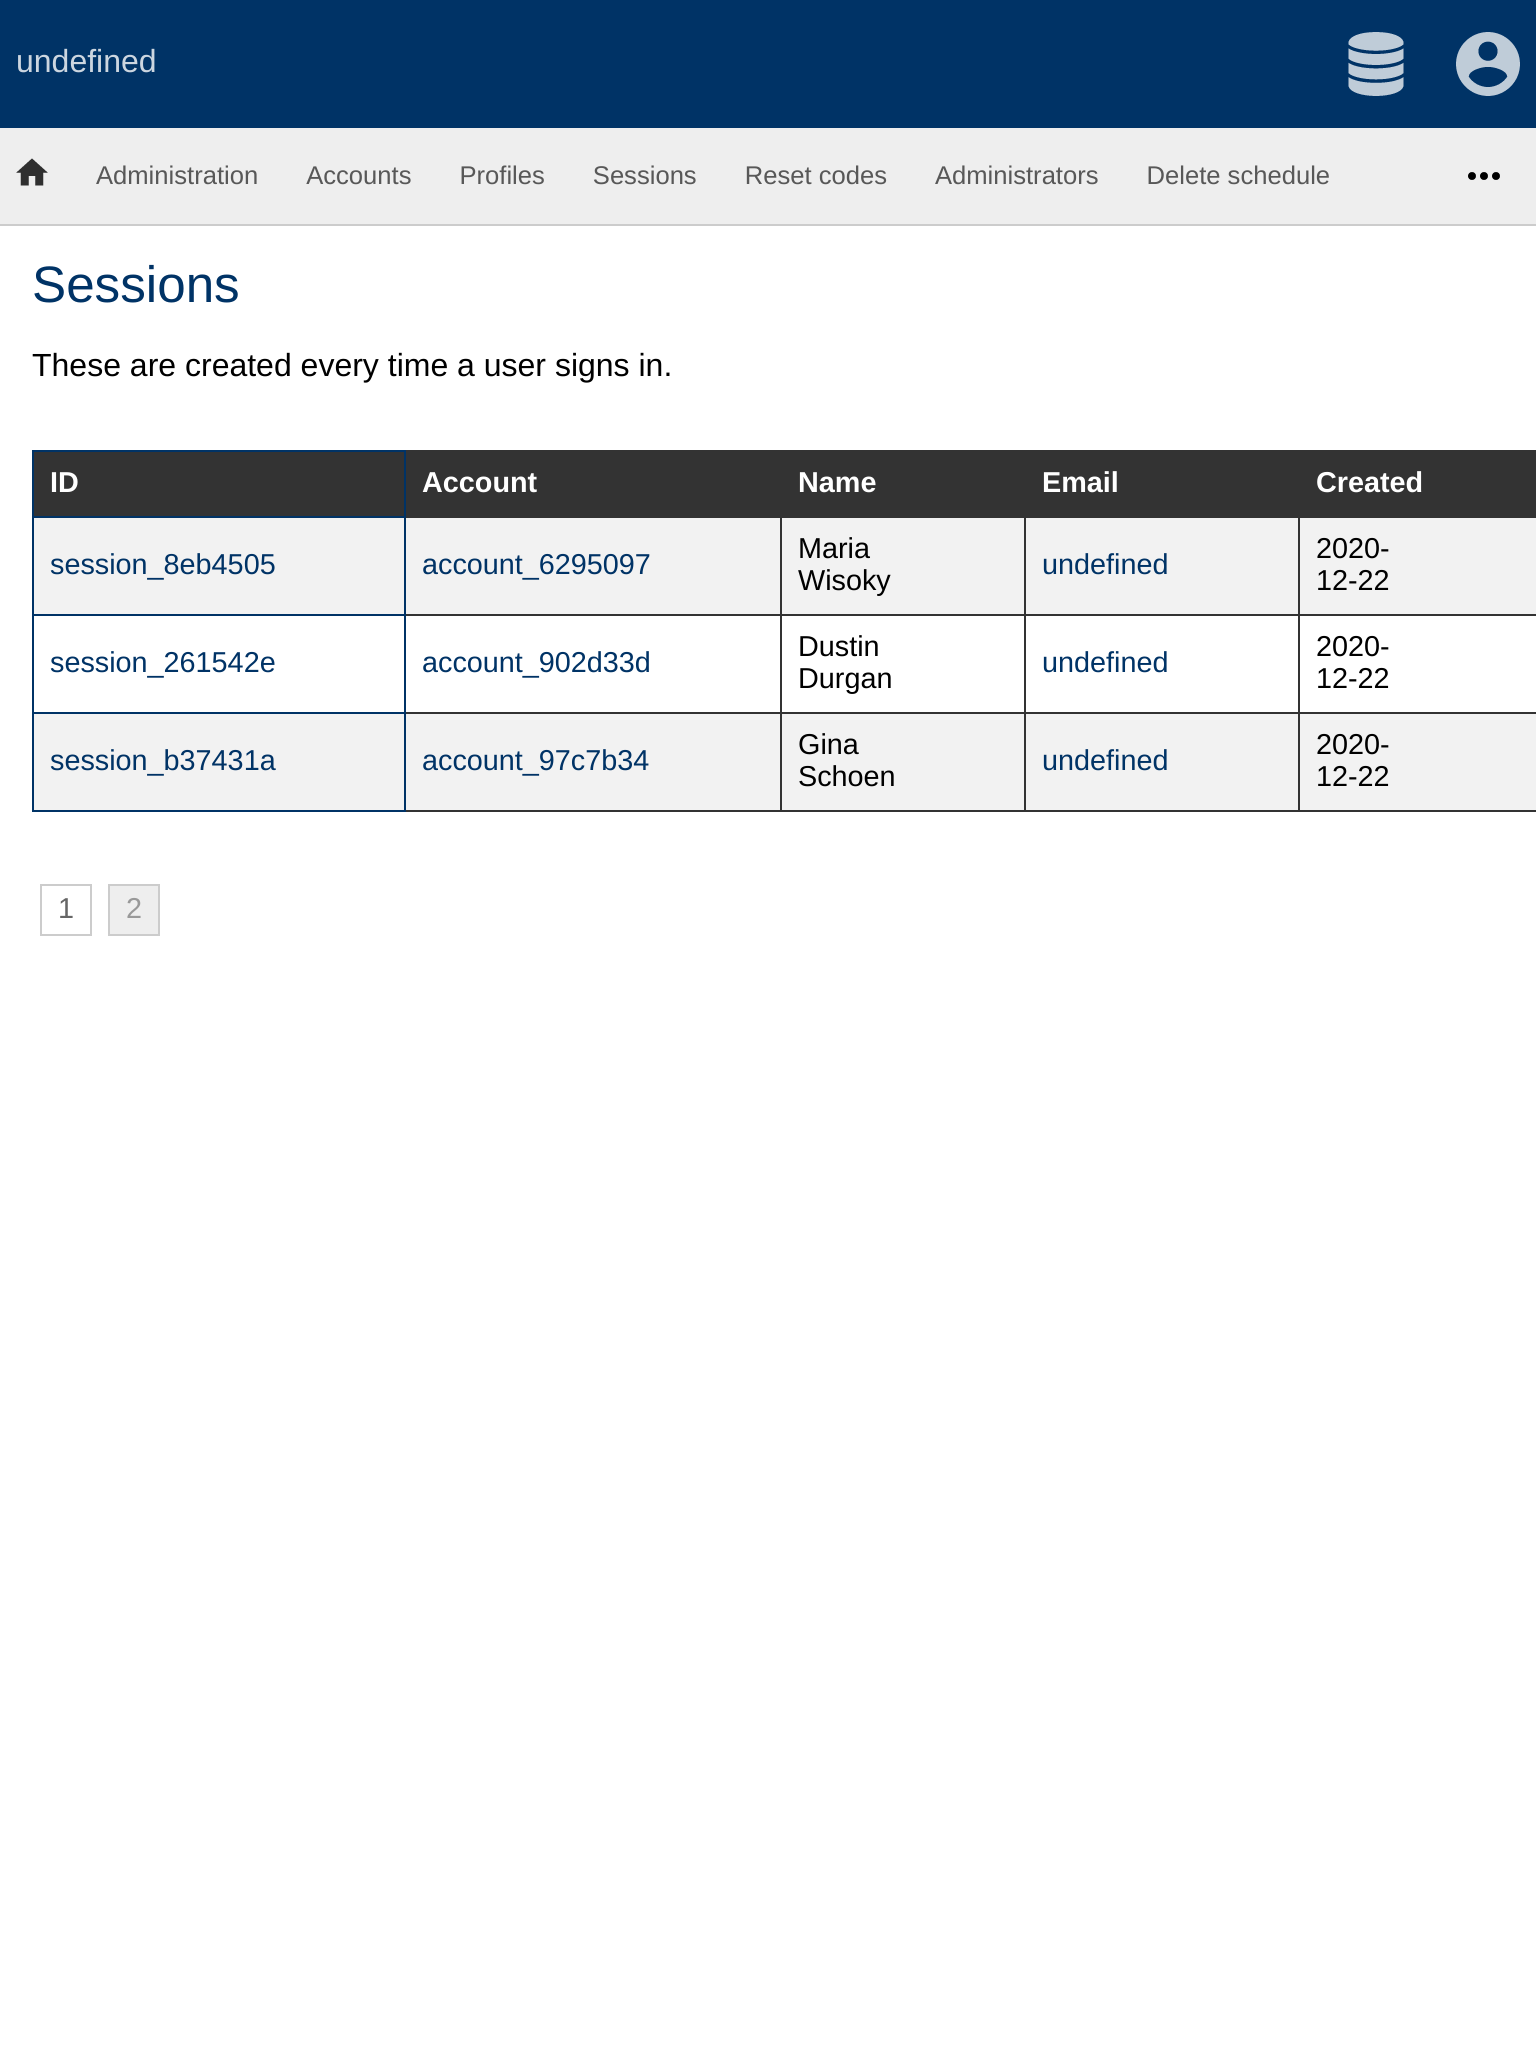 undefined
Administration Accounts Profiles Sessions Reset codes Administrators Delete schedule
Sessions
These are created every time a user signs in.
ID Account Name Email Created
session_8eb4505 account_6295097 Maria Wisoky undefined 2020-12-22
session_261542e account_902d33d Dustin Durgan undefined 2020-12-22
session_b37431a account_97c7b34 Gina Schoen undefined 2020-12-22
1 2